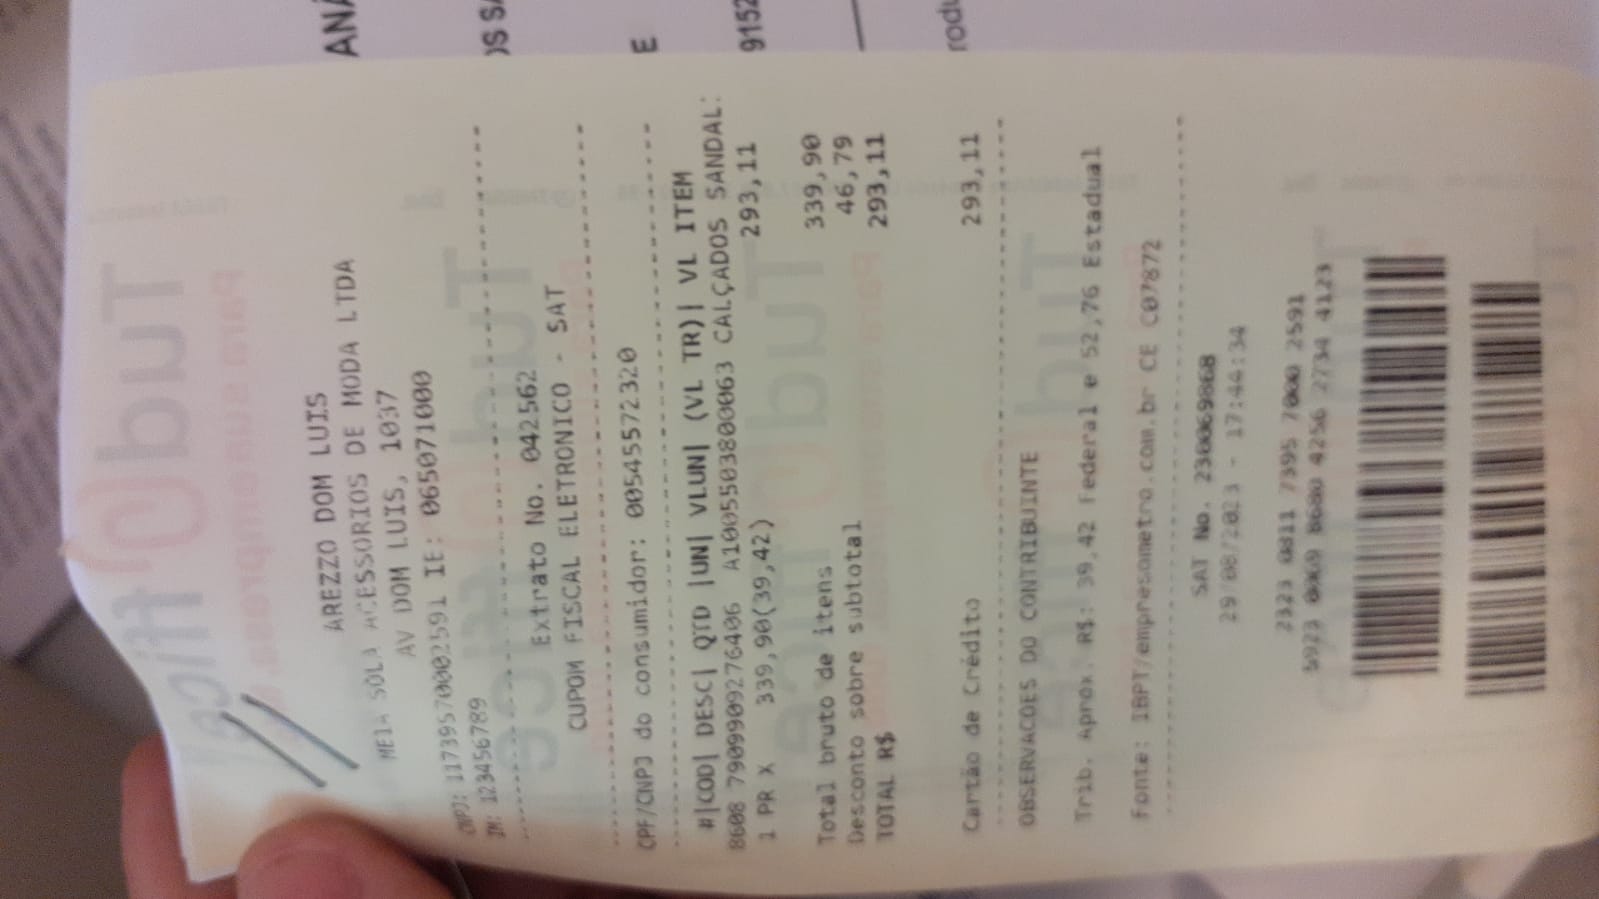 AREZZO DOM LUIS
MEIA SOLA ACESSORIOS DE MODA LTDA
AV DOM LUIS, 1037
CNPJ: 11739570002591 IE: 065071000
IM: 123456789
Extrato No. 042562
CUPOM FISCAL ELETRONICO - SAT
CPF/CNPJ do consumidor: 00545572320
#|COD| DESC| QTD |UN| VLUN| (VL TR)| VL ITEM
8608 7909909276406 A1005503800063 CALÇADOS SANDAL:
1 PR X 339,90(39,42) 293,11
Total bruto de itens 339,90
Desconto sobre subtotal 46,79
TOTAL R$ 293,11
Cartão de Crédito 293,11
OBSERVACOES DO CONTRIBUINTE
Trib. Aprox. R$: 39,42 Federal e 52,76 Estadual
Fonte: IBPT/empresometro.com.br CE C07872
SAT No. 230069868
29/08/2023 - 17:44:34
2323 0811 7395 7000 2591
5923 0069 8680 4256 2734 4123